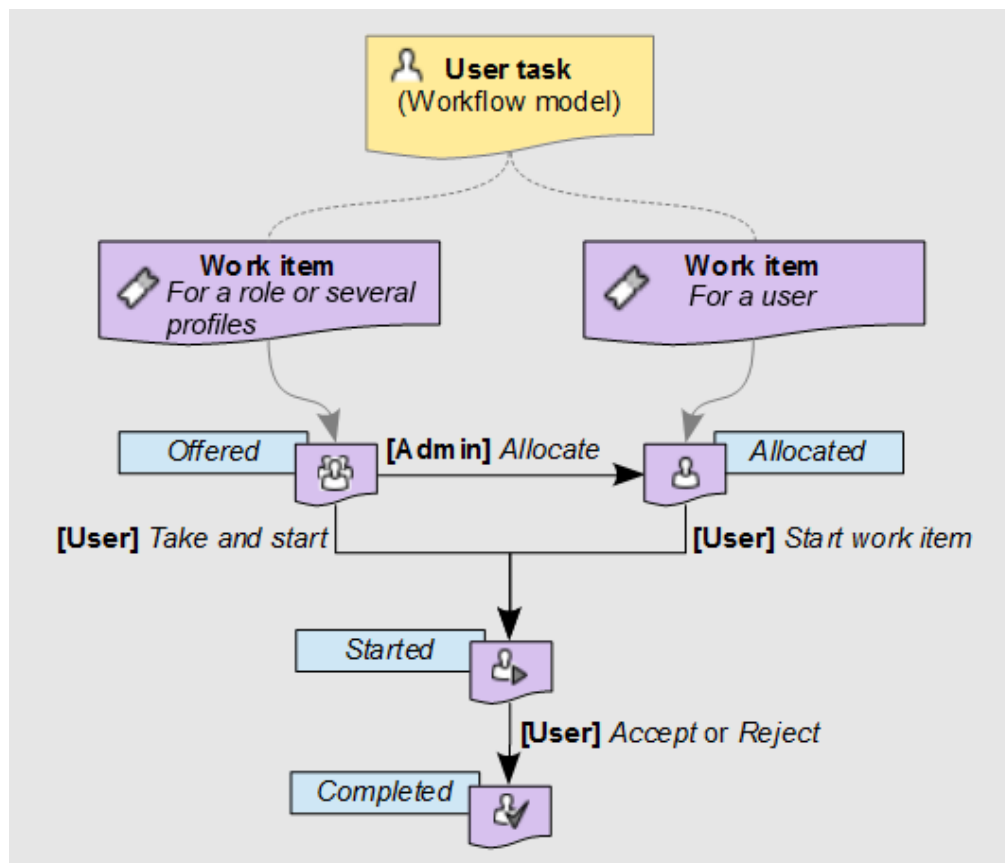 User task
(Workflow model)
Work item
For a role or several
profiles
Work item
For a user
Offered
[Admin] Allocate
Allocated
[User] Take and start
[User] Start work item
Started
[User] Accept or Reject
Completed